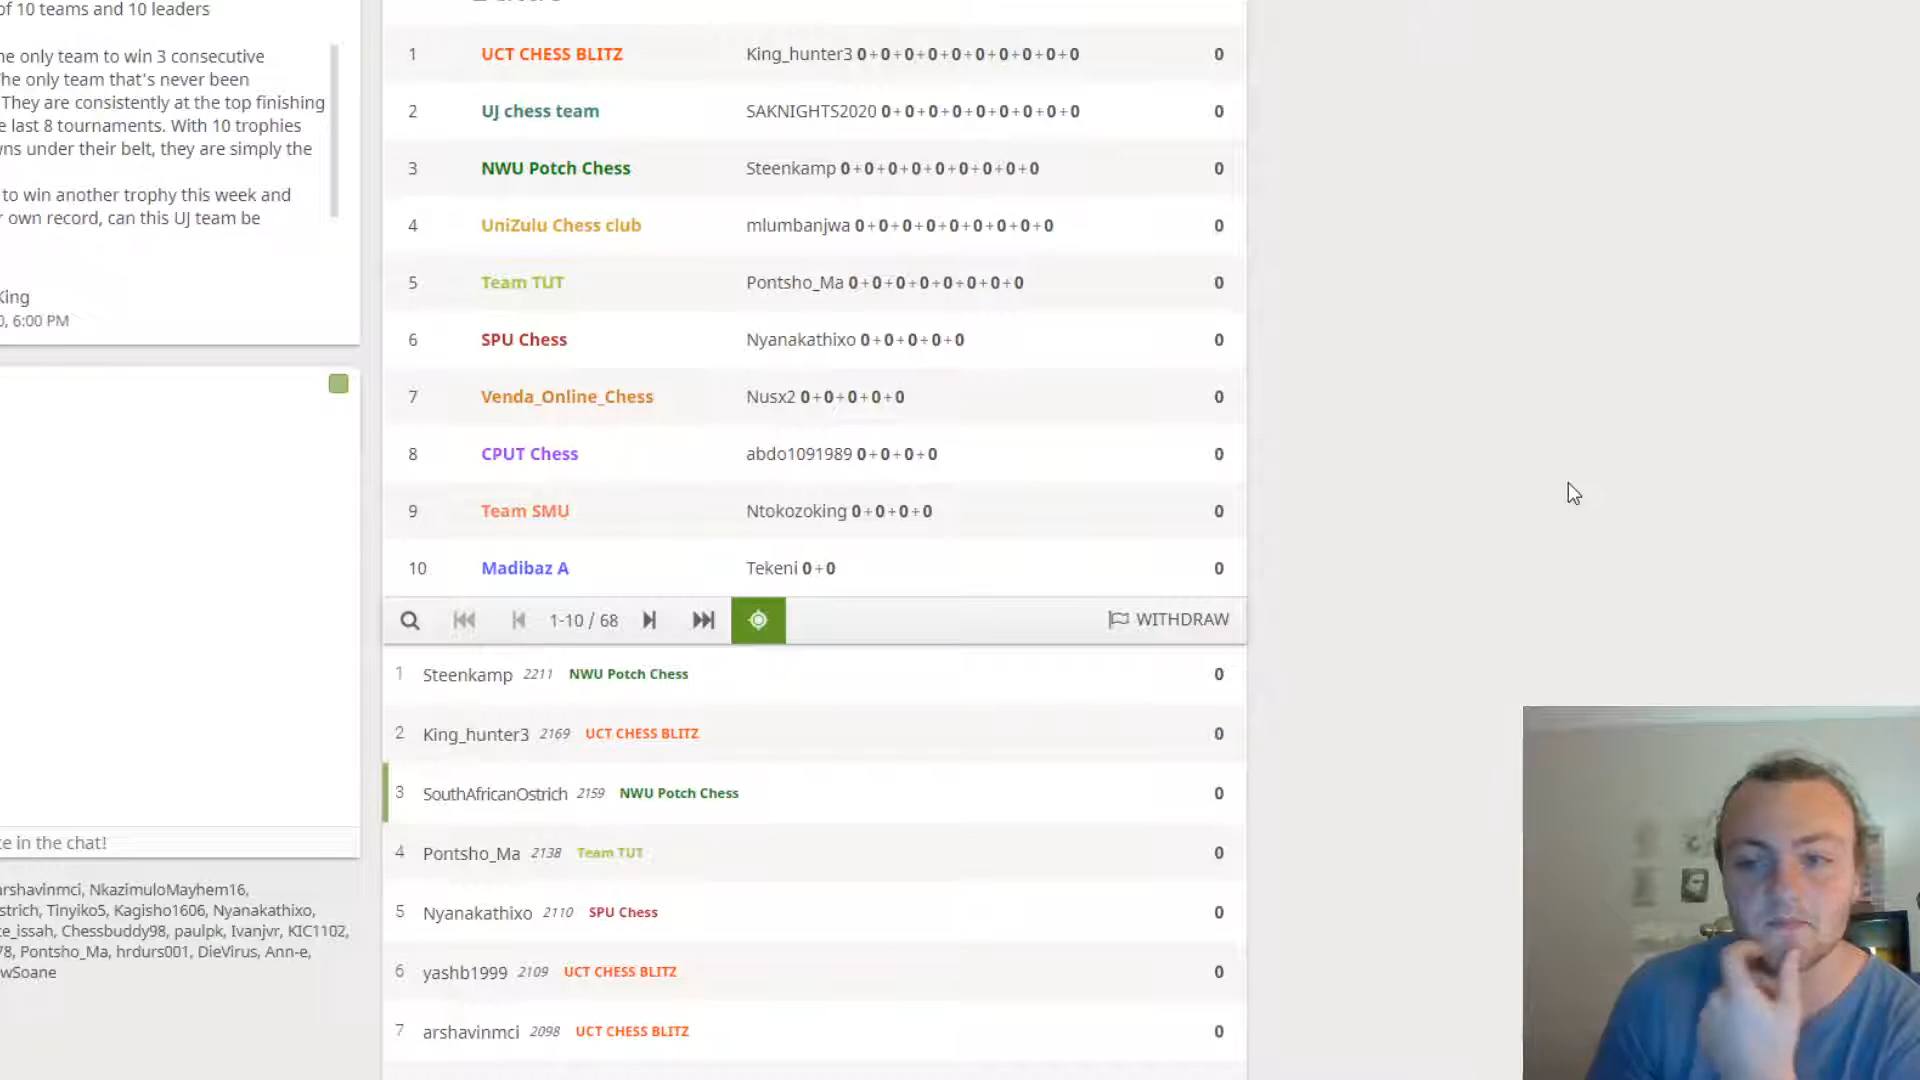 of 10 teams and 10 leaders
he only team to win 3 consecutive
The only team that's never been
They are consistently at the top finishing
e last 8 tournaments. With 10 trophies
ns under their belt, they are simply the
to win another trophy this week and
r own record, can this UJ team be
King
0, 6:00 PM
e in the chat!
arshavinmci, NkazimuloMayhem16,
strich, Tinyiko5, Kagisho1606, Nyanakathixo,
e_issah, Chessbuddy98, paulpk, Ivanjvr, KIC1102,
78, Pontsho_Ma, hrdurs001, DieVirus, Ann-e,
wSoane
1 UCT CHESS BLITZ King_hunter3 0+0+0+0+0+0+0+0+0+0 0
2 UJ chess team SAKNIGHTS2020 0+0+0+0+0+0+0+0+0 0
3 NWU Potch Chess Steenkamp 0+0+0+0+0+0+0+0+0 0
4 UniZulu Chess club mlumbanjwa 0+0+0+0+0+0+0+0+0 0
5 Team TUT Pontsho_Ma 0+0+0+0+0+0+0+0 0
6 SPU Chess Nyanakathixo 0+0+0+0+0 0
7 Venda_Online_Chess Nusx2 0+0+0+0+0 0
8 CPUT Chess abdo1091989 0+0+0+0 0
9 Team SMU Ntokozoking 0+0+0+0 0
10 Madibaz A Tekeni 0+0 0
1-10 / 68 WITHDRAW
1 Steenkamp 2211 NWU Potch Chess 0
2 King_hunter3 2169 UCT CHESS BLITZ 0
3 SouthAfricanOstrich 2159 NWU Potch Chess 0
4 Pontsho_Ma 2138 Team TUT 0
5 Nyanakathixo 2110 SPU Chess 0
6 yashb1999 2109 UCT CHESS BLITZ 0
7 arshavinmci 2098 UCT CHESS BLITZ 0